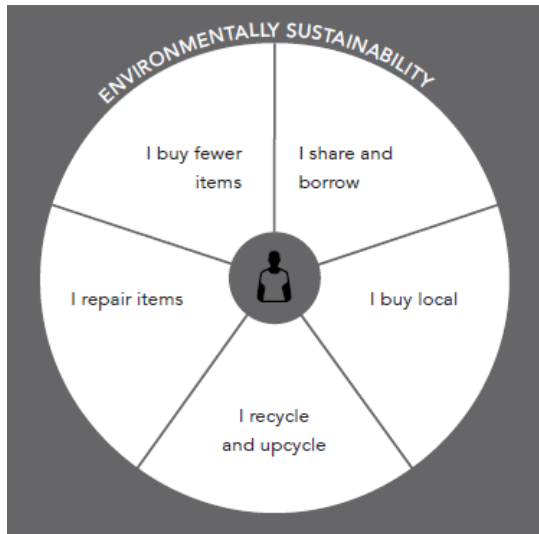 ENVIRONMENTALLY SUSTAINABILITY
I buy fewer
items
I share and
borrow
I repair items
I buy local
I recycle
and upcycle